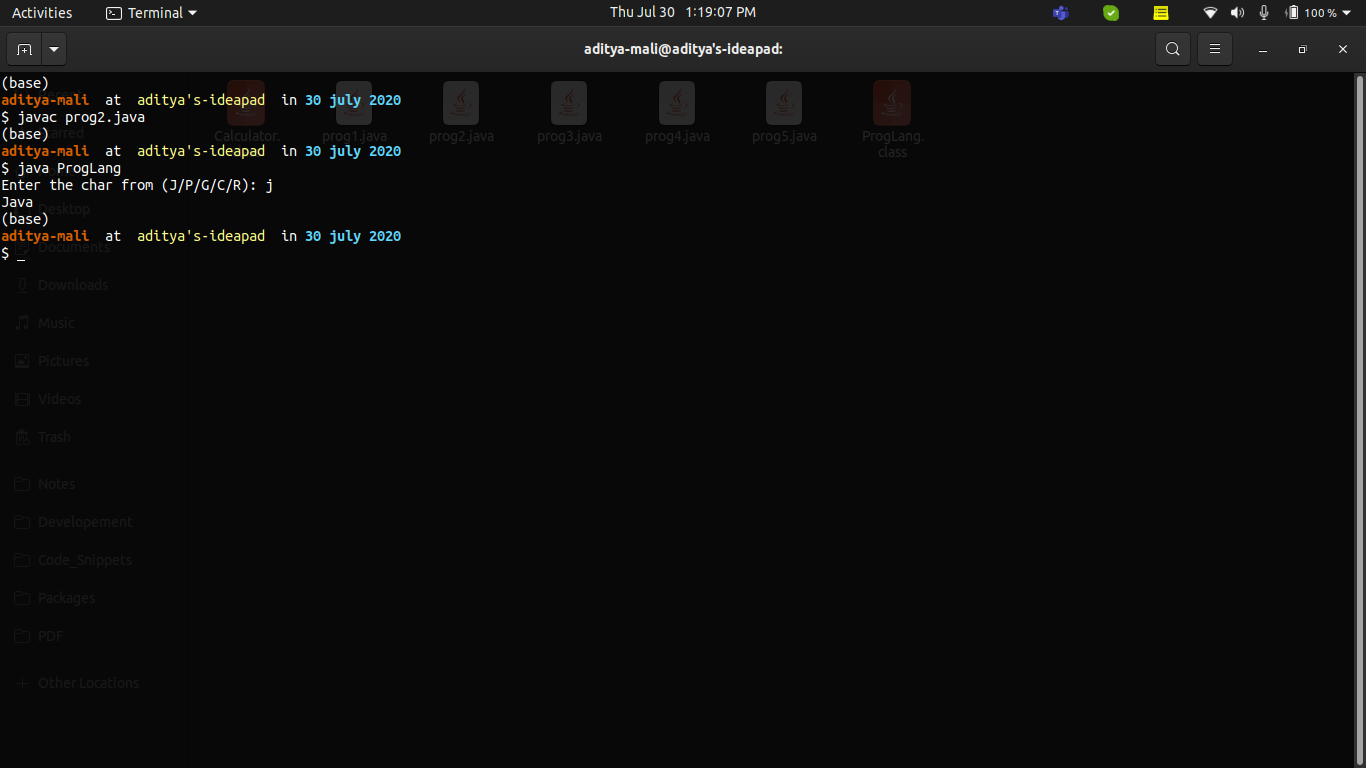 Activities Terminal Thu Jul 30 1:19:07 PM 100 %
aditya-mali@aditya's-ideapad:
(base)
aditya-mali at aditya's-ideapad in 30 july 2020
$ javac prog2.java
(base)
aditya-mali at aditya's-ideapad in 30 july 2020
$ java ProgLang
Enter the char from (J/P/G/C/R): j
Java
(base)
aditya-mali at aditya's-ideapad in 30 july 2020
$ _
Calculator. prog1.java prog2.java prog3.java prog4.java prog5.java ProgLang.
class
Desktop
Documents
Downloads
Music
Pictures
Videos
Trash
Notes
Developement
Code_Snippets
Packages
PDF
Other Locations